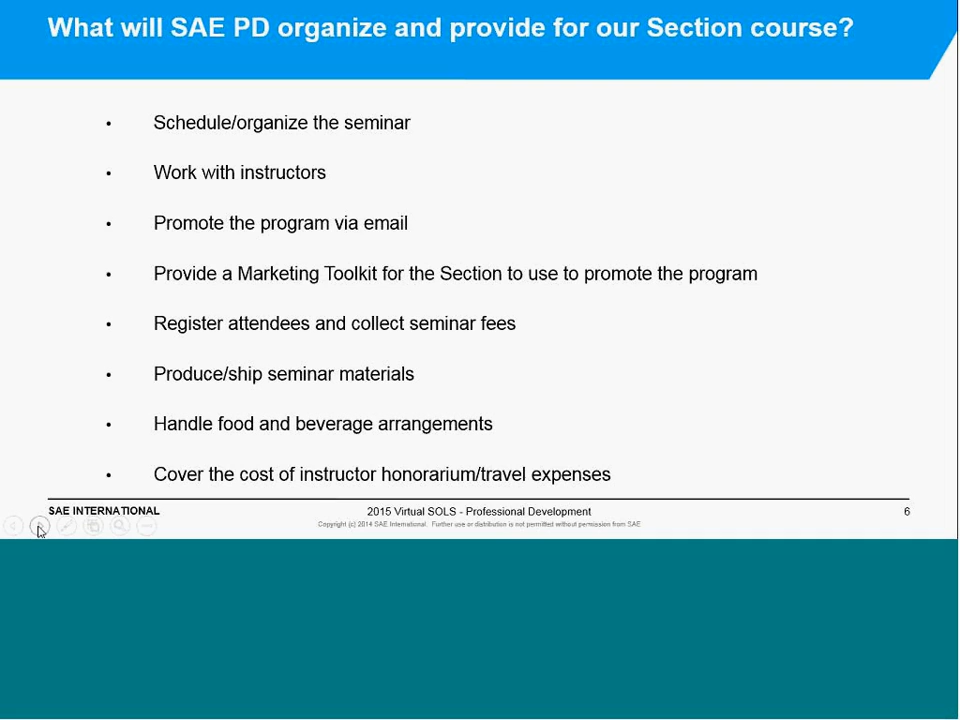 What will SAE PD organize and provide for our Section course?
• Schedule/organize the seminar
• Work with instructors
• Promote the program via email
• Provide a Marketing Toolkit for the Section to use to promote the program
• Register attendees and collect seminar fees
• Produce/ship seminar materials
• Handle food and beverage arrangements
• Cover the cost of instructor honorarium/travel expenses
SAE INTERNATIONAL
2015 Virtual SOLS - Professional Development
6
Copyright (c) 2014 SAE International. Further use or distribution is not permitted without permission from SAE